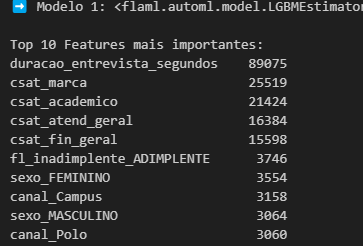 ➡ Modelo 1: <flaml.automl.model.LGBMEstimator
Top 10 Features mais importantes:
duracao_entrevista_segundos    89075
csat_marca                     25519
csat_academico                 21424
csat_atend_geral               16384
csat_fin_geral                 15598
fl_inadimplente_ADIMPLENTE      3746
sexo_FEMININO                   3554
canal_Campus                    3158
sexo_MASCULINO                  3064
canal_Polo                      3060